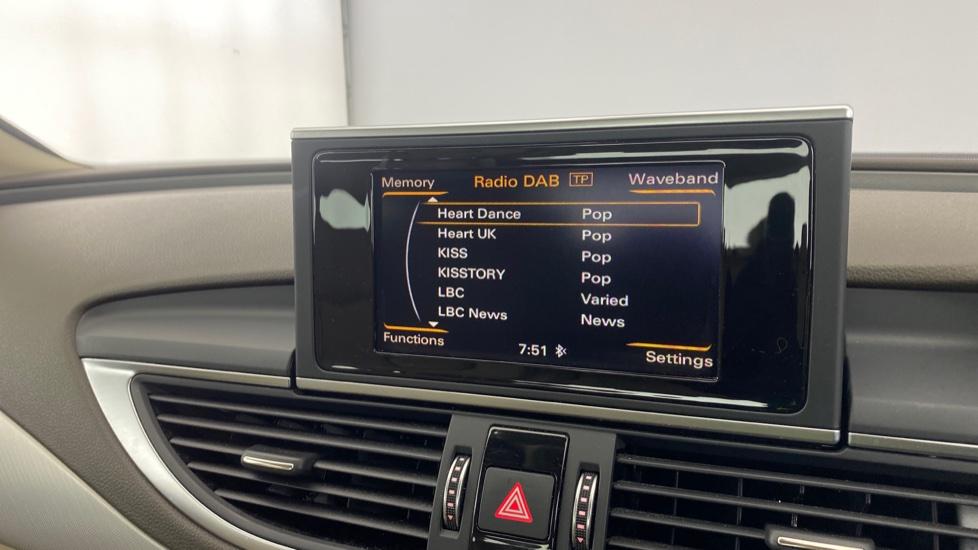 Memory Radio DAB TP Waveband
Heart Dance Pop
Heart UK Pop
KISS Pop
KISSTORY Pop
LBC Varied
LBC News News
Functions 7:51 Settings